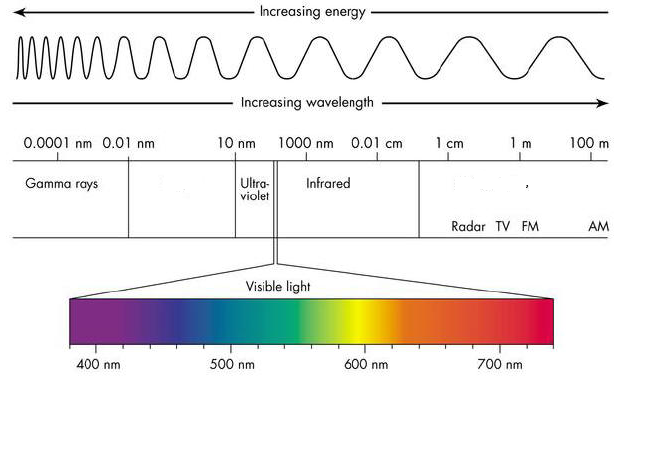 Increasing energy
Increasing wavelength
0.0001 nm 0.01 nm 10 nm 1000 nm 0.01 cm 1 cm 1 m 100 m
Gamma rays Ultra- Infrared
violet
Radar TV FM AM
Visible light
400 nm 500 nm 600 nm 700 nm